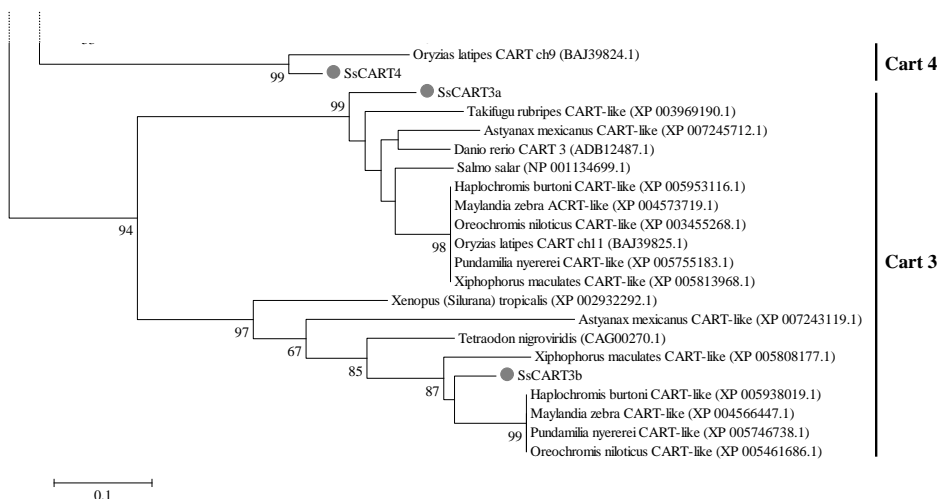 Oryzias latipes CART ch9 (BAJ39824.1)
99
SsCART4
Cart 4
SsCART3a
99
Takifugu rubripes CART-like (XP 003969190.1)
Astyanax mexicanus CART-like (XP 007245712.1)
Danio rerio CART 3 (ADB12487.1)
Salmo salar (NP 001134699.1)
Haplochromis burtoni CART-like (XP 005953116.1)
Maylandia zebra ACRT-like (XP 004573719.1)
Oreochromis niloticus CART-like (XP 003455268.1)
94
98
Oryzias latipes CART ch11 (BAJ39825.1)
Pundamilia nyererei CART-like (XP 005755183.1)
Cart 3
Xiphophorus maculates CART-like (XP 005813968.1)
Xenopus (Silurana) tropicalis (XP 002932292.1)
97
Astyanax mexicanus CART-like (XP 007243119.1)
67
Tetraodon nigroviridis (CAG00270.1)
85
Xiphophorus maculates CART-like (XP 005808177.1)
87
SsCART3b
Haplochromis burtoni CART-like (XP 005938019.1)
Maylandia zebra CART-like (XP 004566447.1)
99
Pundamilia nyererei CART-like (XP 005746738.1)
Oreochromis niloticus CART-like (XP 005461686.1)
0.1